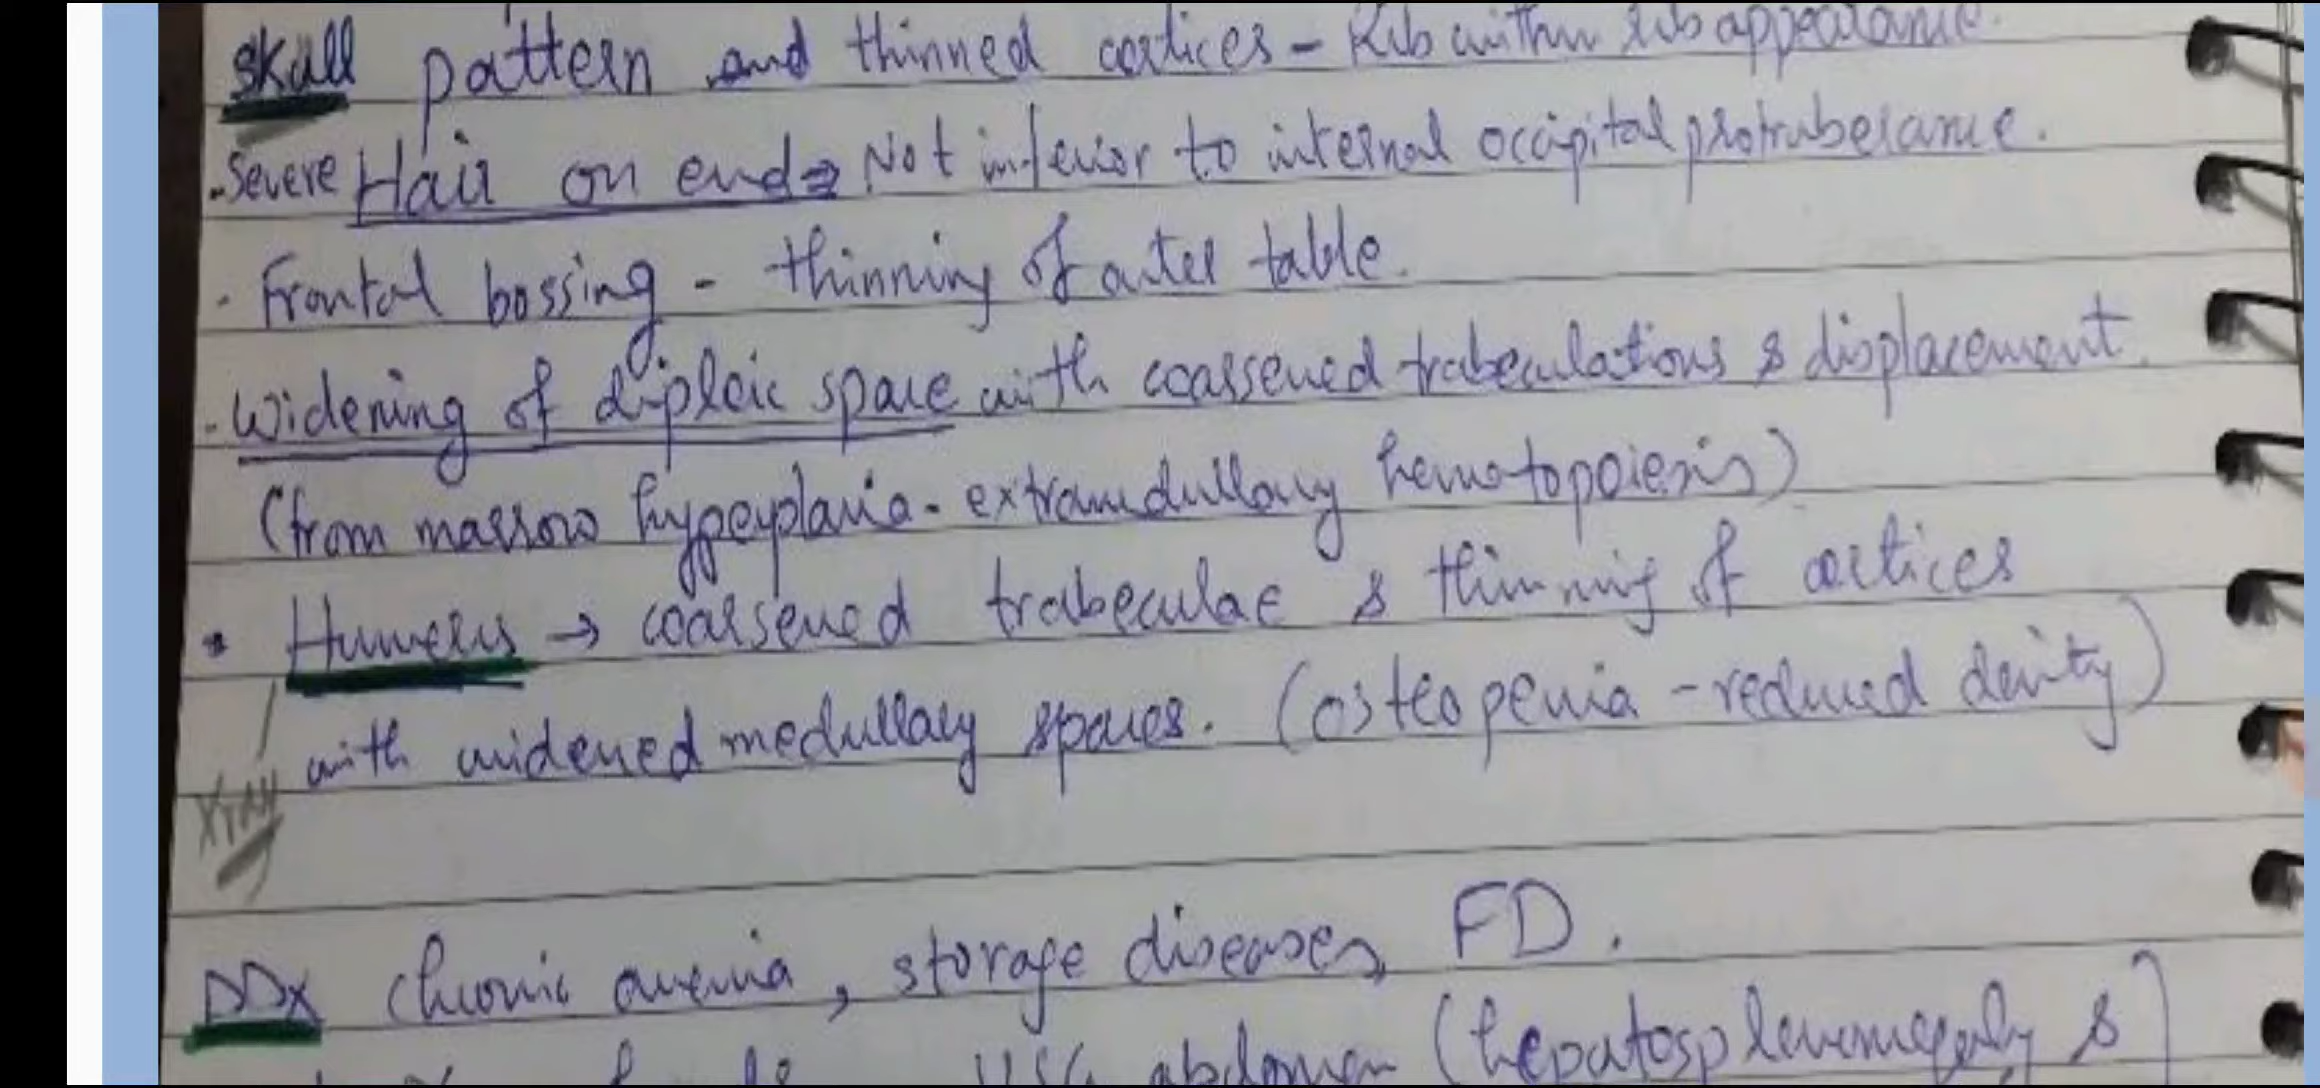 skull pattern and thinned cortices - Rib within rib appearance.
. Severe Hair on end → Not inferior to internal occipital protruberance.
. Frontal bossing - thinning of outer table.
. Widening of diploic space with coarsened trabeculations & displacement.
(from marrow hyperplasia - extramedullary hematopoiesis)
• Humerus → coarsened trabeculae & thinning of cortices
with widened medullary spaces. (osteopenia - reduced density)
Xray
DDx chronic anemia, storage diseases, FD.
USG abdomen (hepatosplenomegaly &